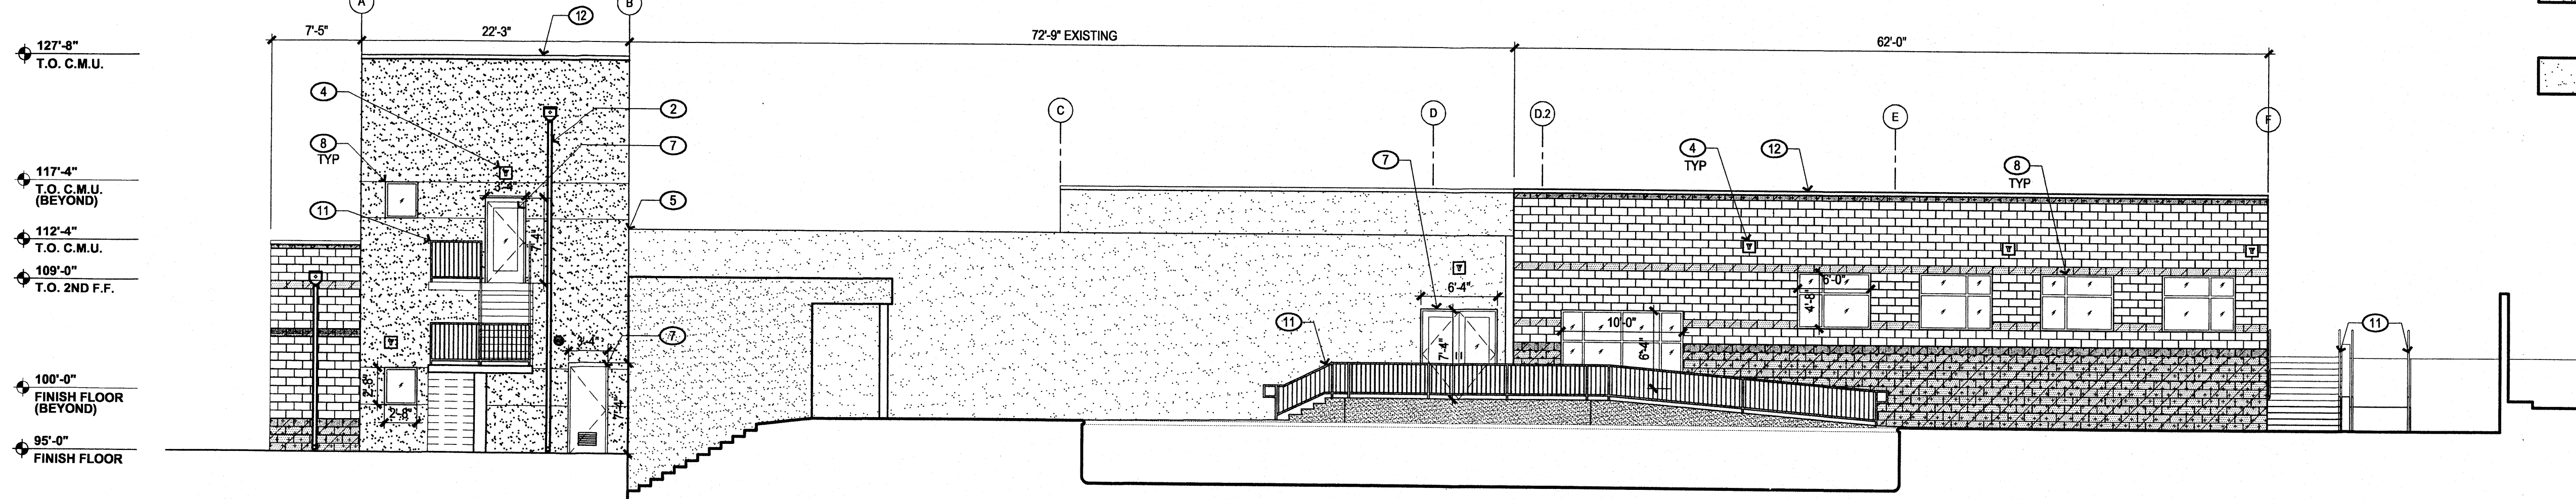 A
B
12
7'-5"
22'-3"
72'-9" EXISTING
62'-0"
127'-8"
T.O. C.M.U.
4
2
C
D
D.2
E
F
8
TYP
7
7
4
TYP
12
8
TYP
117'-4"
T.O. C.M.U.
(BEYOND)
3'-4"
11
5
112'-4"
T.O. C.M.U.
7'-4"
109'-0"
T.O. 2ND F.F.
6'-4"
6'-0"
4'-8"
11
10'-0"
11
7
3'-4"
7'-4"
6'-4"
100'-0"
FINISH FLOOR
(BEYOND)
2'-8"
2'-8"
7'-4"
95'-0"
FINISH FLOOR